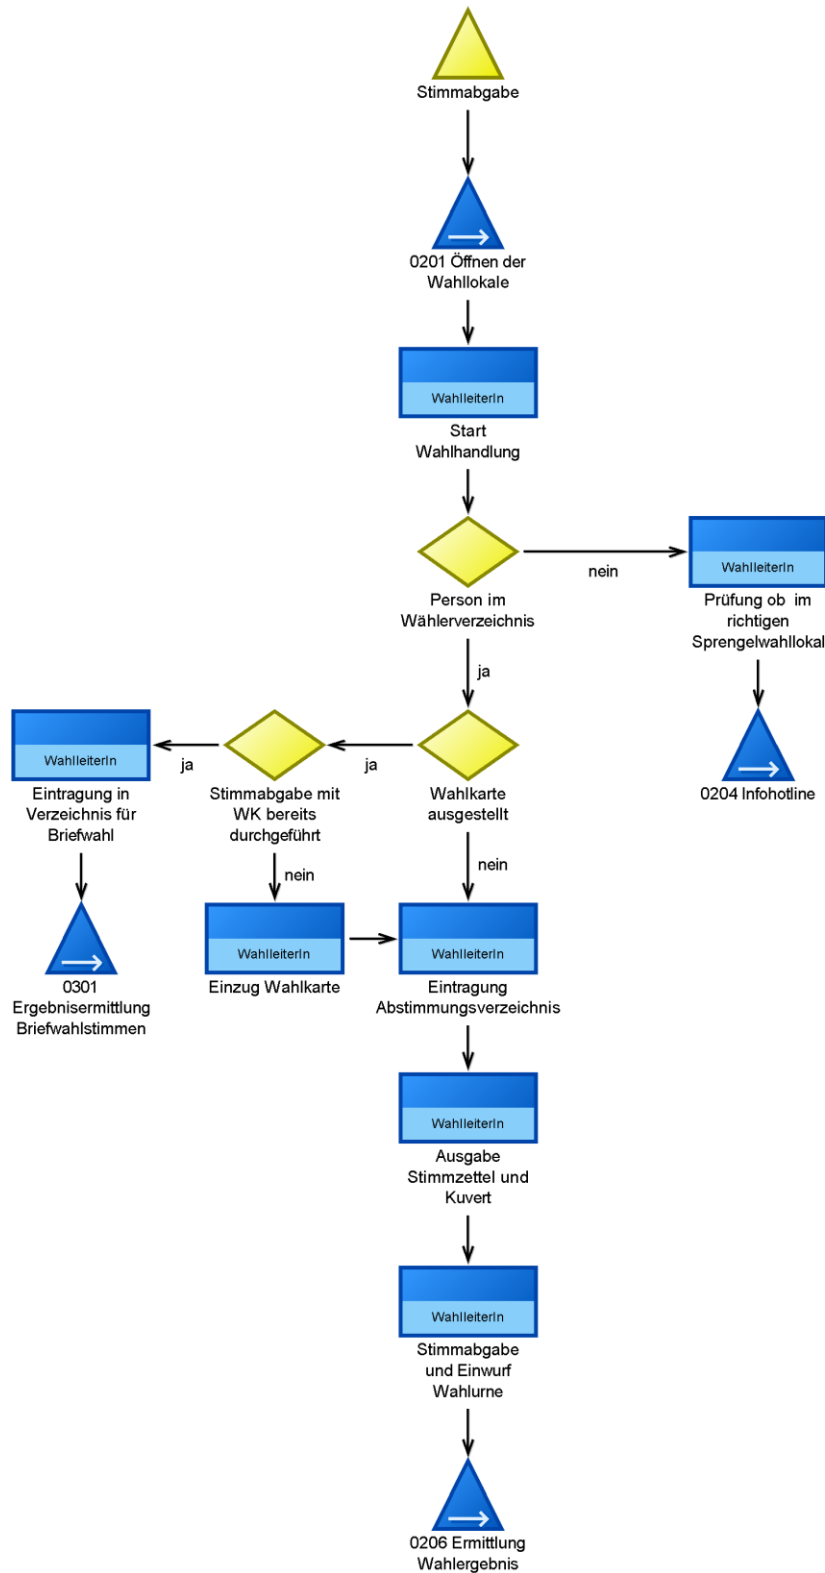 Stimmabgabe
0201 Öffnen der
Wahllokale
WahlleiterIn
Start
Wahlhandlung
WahlleiterIn
nein
Person im
Wählerverzeichnis
Prüfung ob  im
richtigen
Sprengelwahllokal
ja
WahlleiterIn
ja
ja
Eintragung in
Verzeichnis für
Briefwahl
Stimmabgabe mit
WK bereits
durchgeführt
Wahlkarte
ausgestellt
0204 Infohotline
nein
nein
WahlleiterIn
WahlleiterIn
0301
Ergebnisermittlung
Briefwahlstimmen
Einzug Wahlkarte
Eintragung
Abstimmungsverzeichnis
WahlleiterIn
Ausgabe
Stimmzettel und
Kuvert
WahlleiterIn
Stimmabgabe
und Einwurf
Wahlurne
0206 Ermittlung
Wahlergebnis